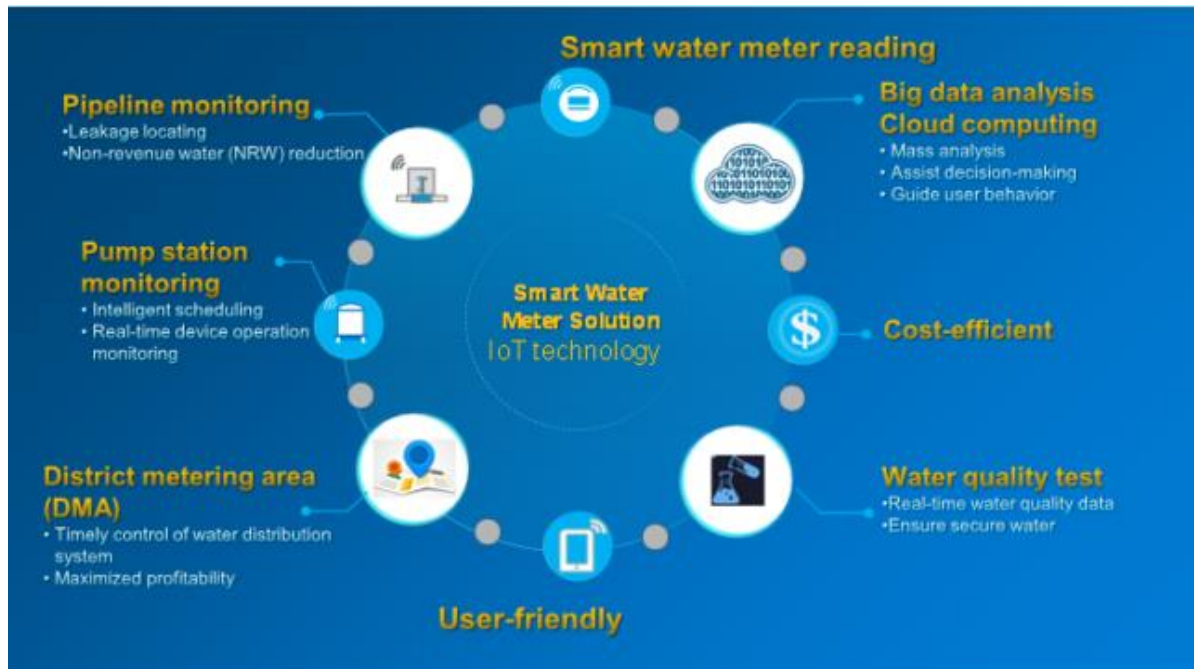 Smart water meter reading
Pipeline monitoring
•Leakage locating
•Non-revenue water (NRW) reduction
Big data analysis
Cloud computing
• Mass analysis
• Assist decision-making
• Guide user behavior
10101
01101010
1101010110101
Pump station
monitoring
• Intelligent scheduling
• Real-time device operation
monitoring
Smart Water
Meter Solution
IoT technology
$
Cost-efficient
District metering area
(DMA)
• Timely control of water distribution
system
• Maximized profitability
Water quality test
•Real-time water quality data
•Ensure secure water
User-friendly